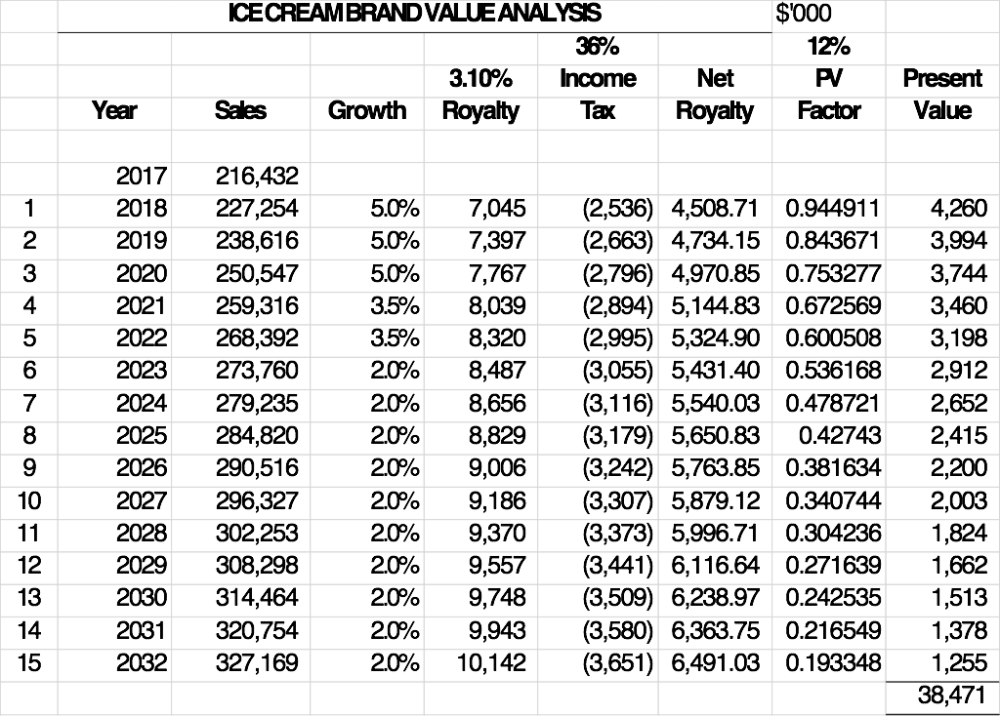 ICE CREAM BRAND VALUE ANALYSIS $'000
36% 12%
3.10% Income Net PV Present
Year Sales Growth Royalty Tax Royalty Factor Value
2017 216,432
1 2018 227,254 5.0% 7,045 (2,536) 4,508.71 0.944911 4,260
2 2019 238,616 5.0% 7,397 (2,663) 4,734.15 0.843671 3,994
3 2020 250,547 5.0% 7,767 (2,796) 4,970.85 0.753277 3,744
4 2021 259,316 3.5% 8,039 (2,894) 5,144.83 0.672569 3,460
5 2022 268,392 3.5% 8,320 (2,995) 5,324.90 0.600508 3,198
6 2023 273,760 2.0% 8,487 (3,055) 5,431.40 0.536168 2,912
7 2024 279,235 2.0% 8,656 (3,116) 5,540.03 0.478721 2,652
8 2025 284,820 2.0% 8,829 (3,179) 5,650.83 0.42743 2,415
9 2026 290,516 2.0% 9,006 (3,242) 5,763.85 0.381634 2,200
10 2027 296,327 2.0% 9,186 (3,307) 5,879.12 0.340744 2,003
11 2028 302,253 2.0% 9,370 (3,373) 5,996.71 0.304236 1,824
12 2029 308,298 2.0% 9,557 (3,441) 6,116.64 0.271639 1,662
13 2030 314,464 2.0% 9,748 (3,509) 6,238.97 0.242535 1,513
14 2031 320,754 2.0% 9,943 (3,580) 6,363.75 0.216549 1,378
15 2032 327,169 2.0% 10,142 (3,651) 6,491.03 0.193348 1,255
38,471